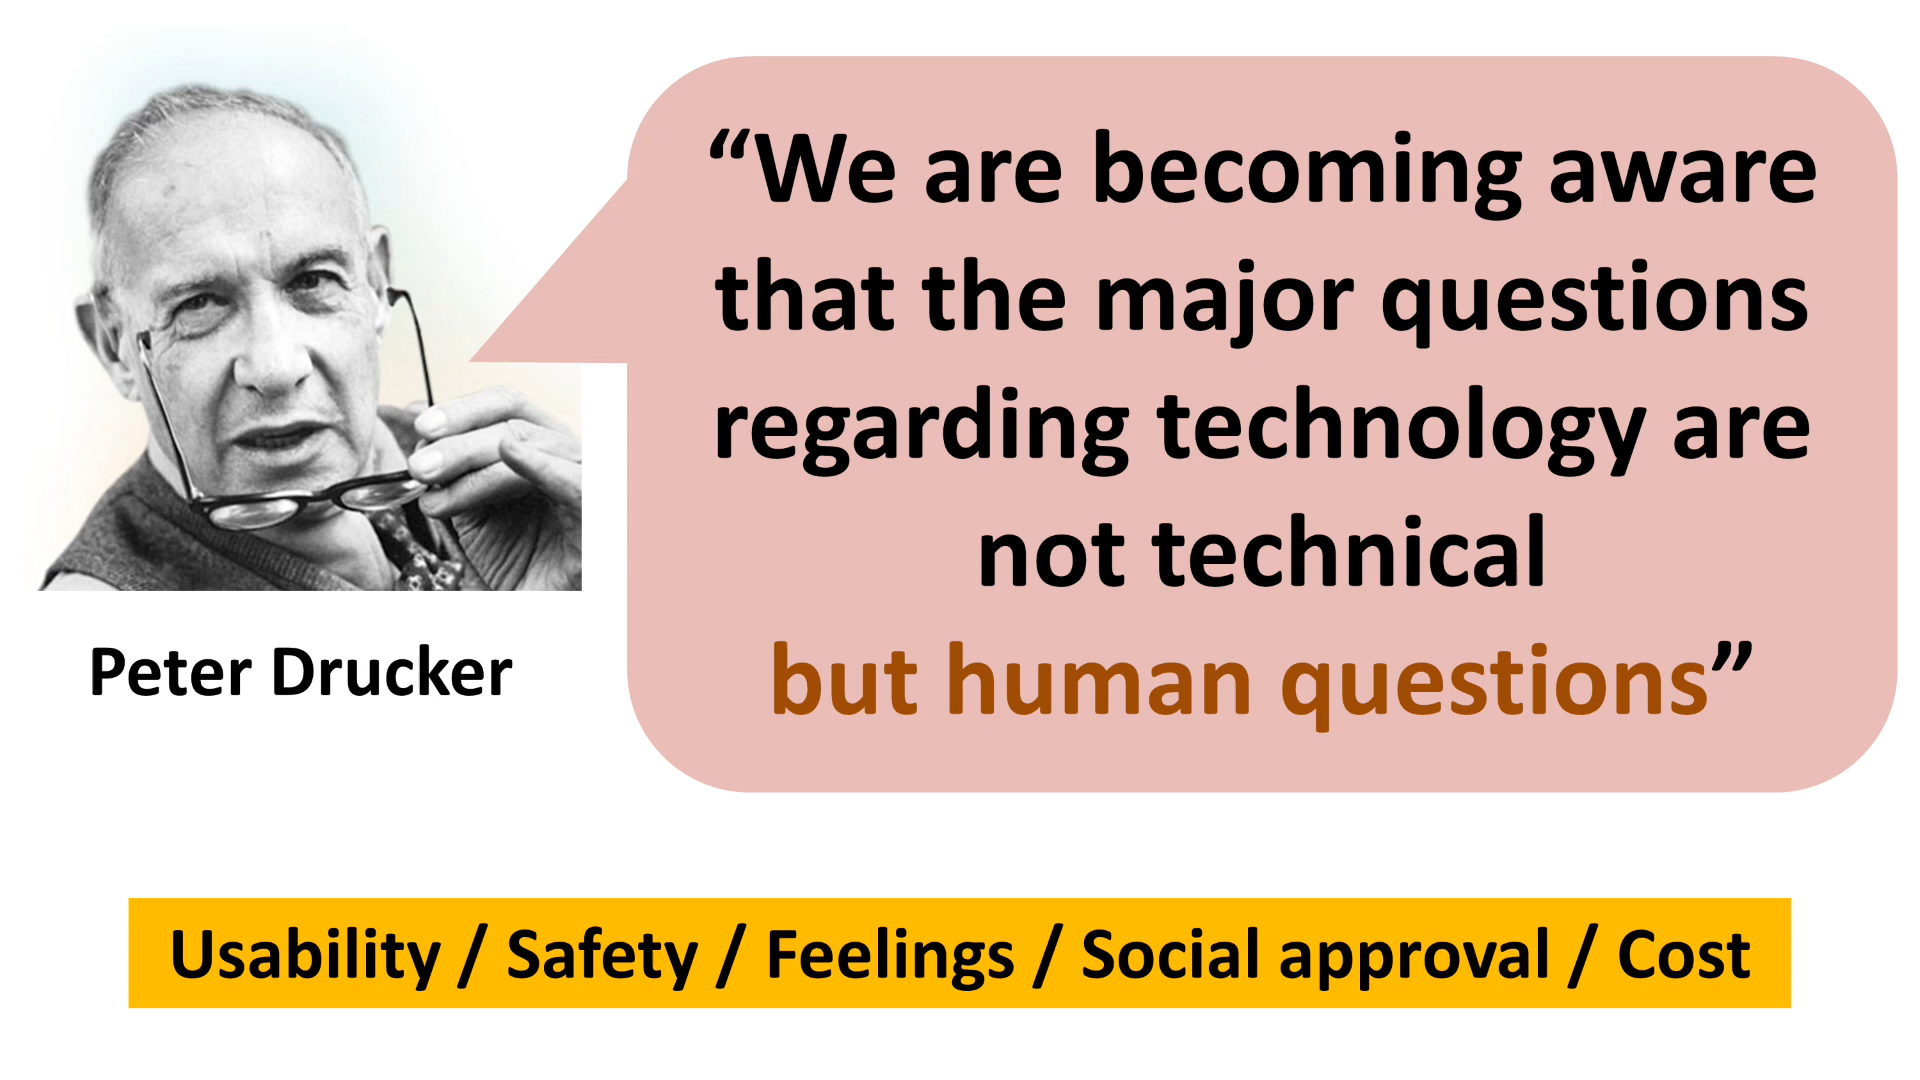 “We are becoming aware
that the major questions
regarding technology are
not technical
but human questions”
Peter Drucker
Usability / Safety / Feelings / Social approval / Cost